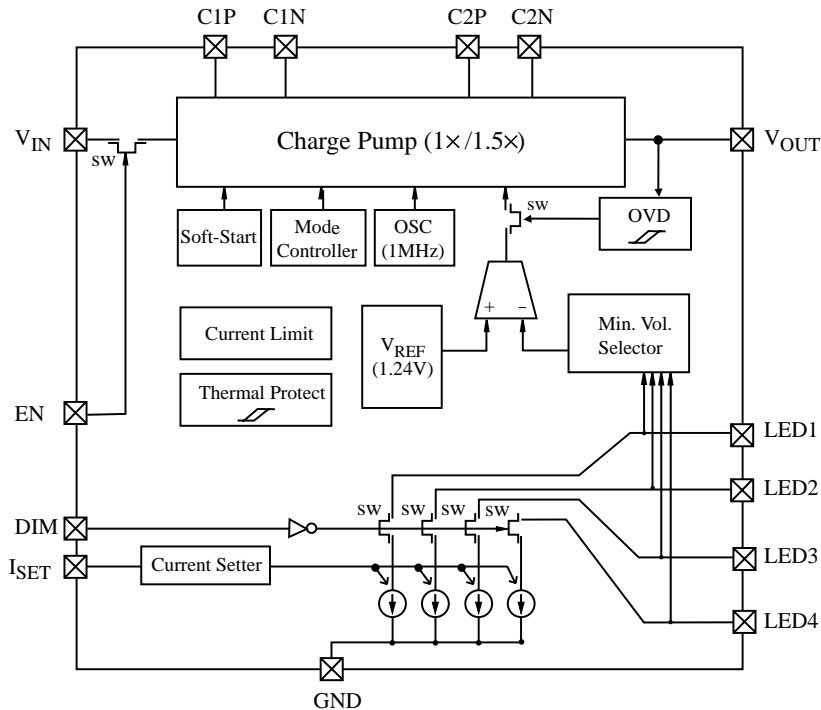 C1P C1N C2P C2N
VIN
sw
Charge Pump (1× /1.5×)
VOUT
Soft-Start
Mode
Controller
OSC
(1MHz)
sw
OVD
+ −
Current Limit
VREF
(1.24V)
Min. Vol.
Selector
Thermal Protect
EN
LED1
LED2
sw sw sw sw
DIM
LED3
ISET
Current Setter
LED4
GND